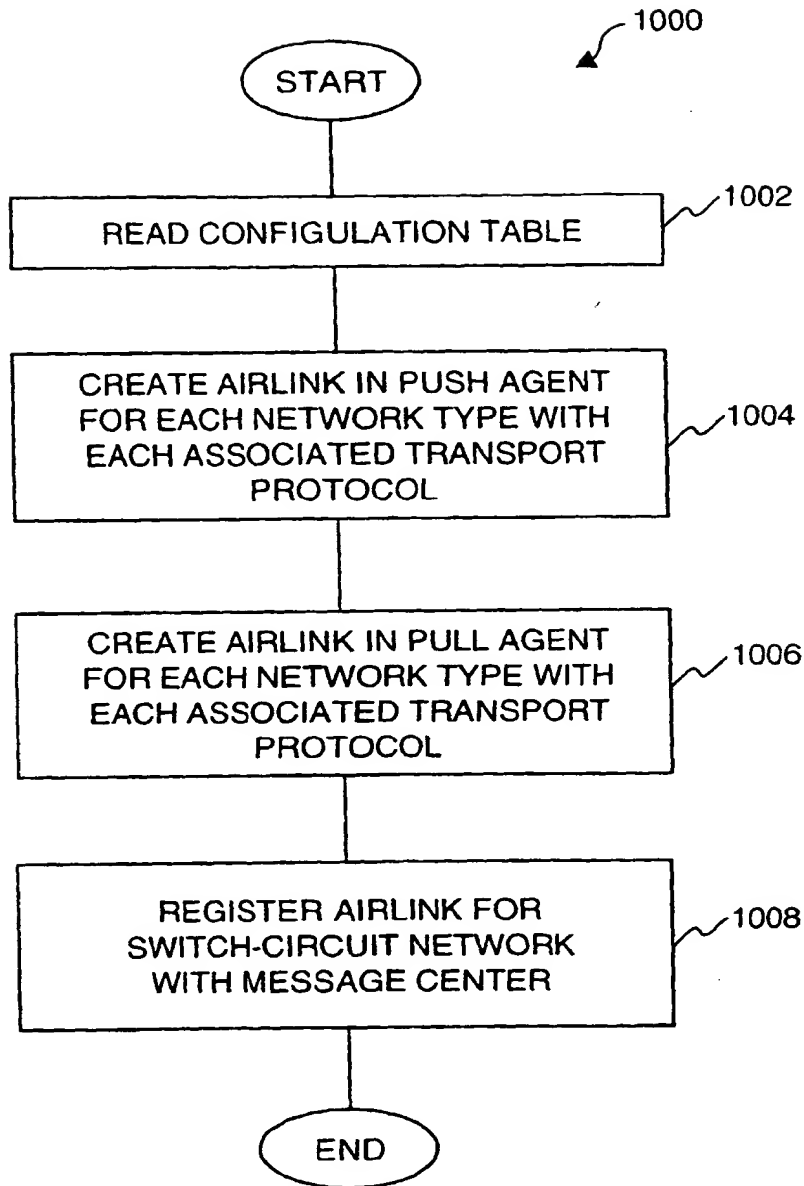 1000
START
1002
READ CONFIGULATION TABLE
CREATE AIRLINK IN PUSH AGENT
FOR EACH NETWORK TYPE WITH
EACH ASSOCIATED TRANSPORT
PROTOCOL
1004
CREATE AIRLINK IN PULL AGENT
FOR EACH NETWORK TYPE WITH
EACH ASSOCIATED TRANSPORT
PROTOCOL
1006
REGISTER AIRLINK FOR
SWITCH-CIRCUIT NETWORK
WITH MESSAGE CENTER
1008
END